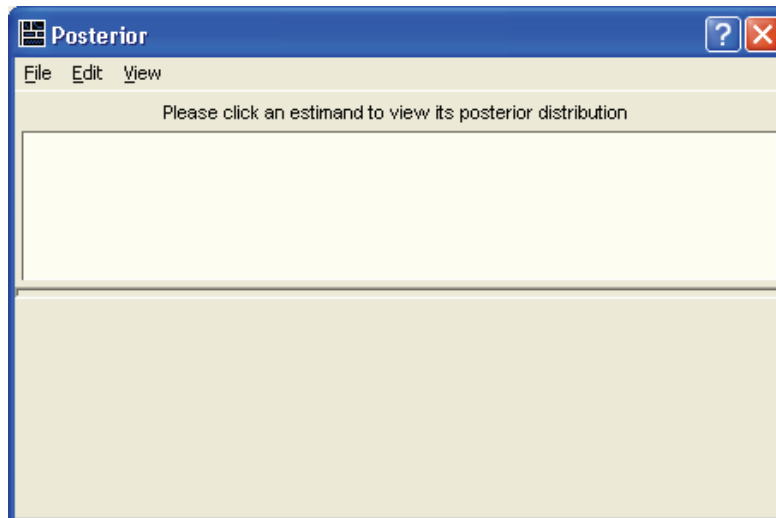 Posterior
File Edit View
Please click an estimand to view its posterior distribution